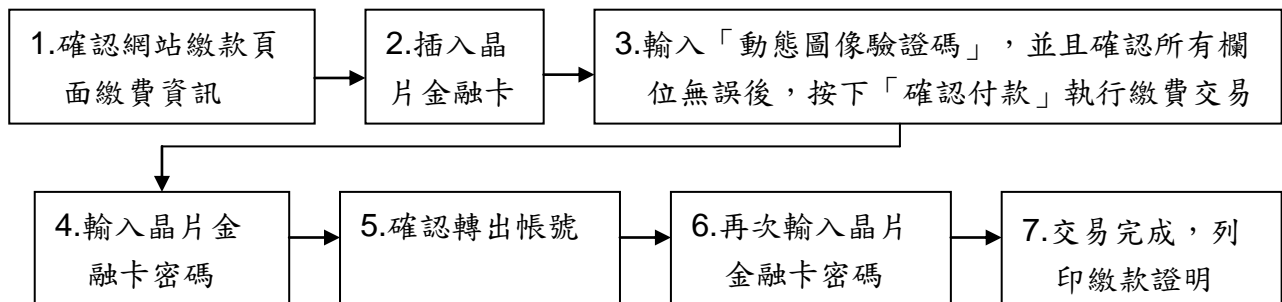 1.確認網站繳款頁
面繳費資訊
2.插入晶
片金融卡
3.輸入「動態圖像驗證碼」，並且確認所有欄
位無誤後，按下「確認付款」執行繳費交易
4.輸入晶片金
融卡密碼
5.確認轉出帳號
6.再次輸入晶片
金融卡密碼
7.交易完成，列
印繳款證明